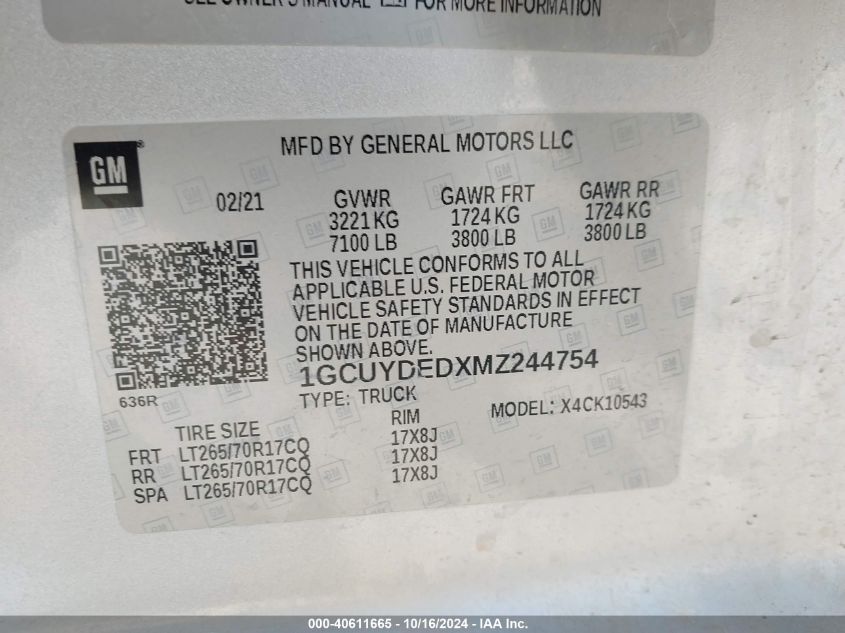 SEE OWNER'S MANUAL FOR MORE INFORMATION
GM
MFD BY GENERAL MOTORS LLC
02/21
GVWR GAWR FRT GAWR RR
3221 KG 1724 KG 1724 KG
7100 LB 3800 LB 3800 LB
THIS VEHICLE CONFORMS TO ALL
APPLICABLE U.S. FEDERAL MOTOR
VEHICLE SAFETY STANDARDS IN EFFECT
ON THE DATE OF MANUFACTURE
SHOWN ABOVE.
1GCUYDEDXMZ244754
636R
TYPE: TRUCK MODEL: X4CK10543
TIRE SIZE RIM
FRT LT265/70R17CQ 17X8J
RR LT265/70R17CQ 17X8J
SPA LT265/70R17CQ 17X8J
000-40611665 - 10/16/2024 - IAA Inc.